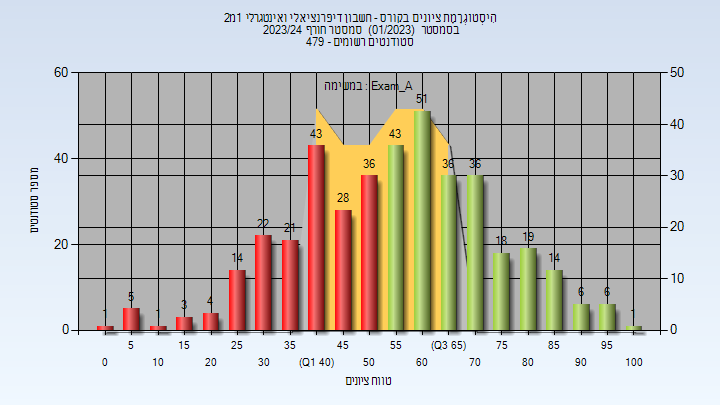 הִיסְטוֹגְרָמַת ציונים בקורס - חשבון דיפרנציאלי ואינטגרלי 1מ2
בסמסטר (01/2023) סמסטר חורף 2023/24
סטודנטים רשומים - 479
במשימה : Exam_A
60 50
40
40
30
20
20
10
0 0
מספר סטודנטים
1 5 1 3 4 14 22 21 43 28 36 43 51 36 36 18 19 14 6 6 1
5 15 25 35 45 55 (Q3 65) 75 85 95
0 10 20 30 (Q1 40) 50 60 70 80 90 100
טווח ציונים